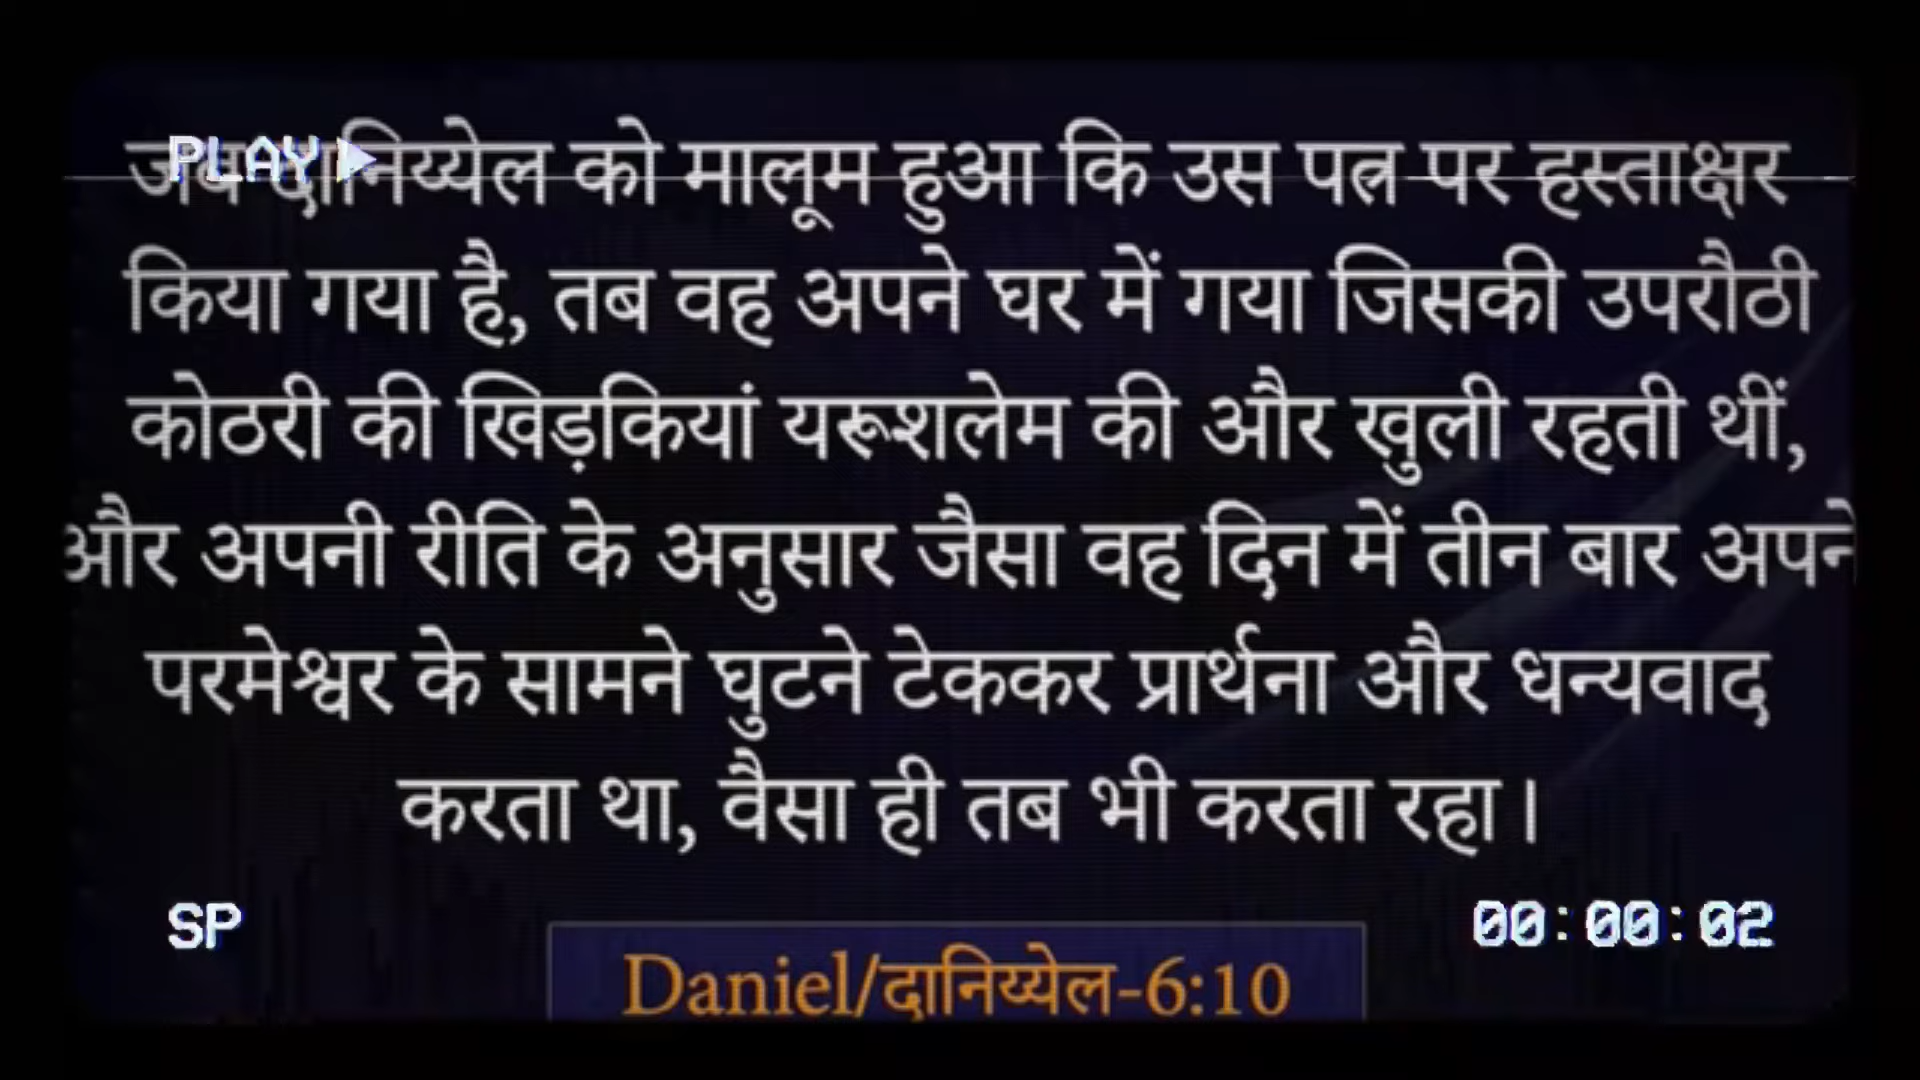 PLAY ▶
जब दानिय्येल को मालूम हुआ कि उस पत्र पर हस्ताक्षर
किया गया है, तब वह अपने घर में गया जिसकी उपरौठी
कोठरी की खिड़कियां यरूशलेम की और खुली रहती थीं,
और अपनी रीति के अनुसार जैसा वह दिन में तीन बार अपने
परमेश्वर के सामने घुटने टेककर प्रार्थना और धन्यवाद
करता था, वैसा ही तब भी करता रहा।
SP
00:00:02
Daniel/दानिय्येल-6:10